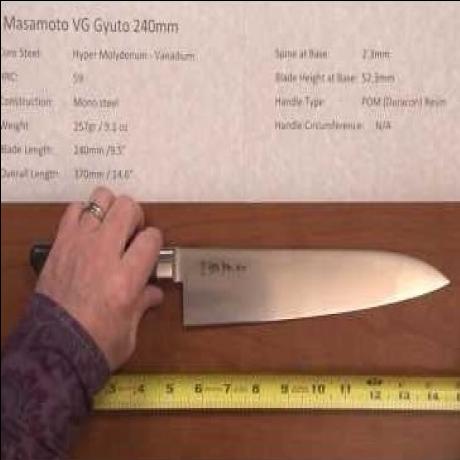 Masamoto VG Gyuto 240mm
Core Steel: Hyper Molydenum - Vanadium
HRC: 59
Construction: Mono steel
Weight 257gr / 9.1 oz
Blade Length: 240mm /9.5"
Overall Length: 370mm / 14.6"
Spine at Base: 2.3mm
Blade Height at Base: 52.3mm
Handle Type: POM (Duracon) Resin
Handle Circumference: N/A
3 4 5 6 7 8 9 10 11 12 13 14